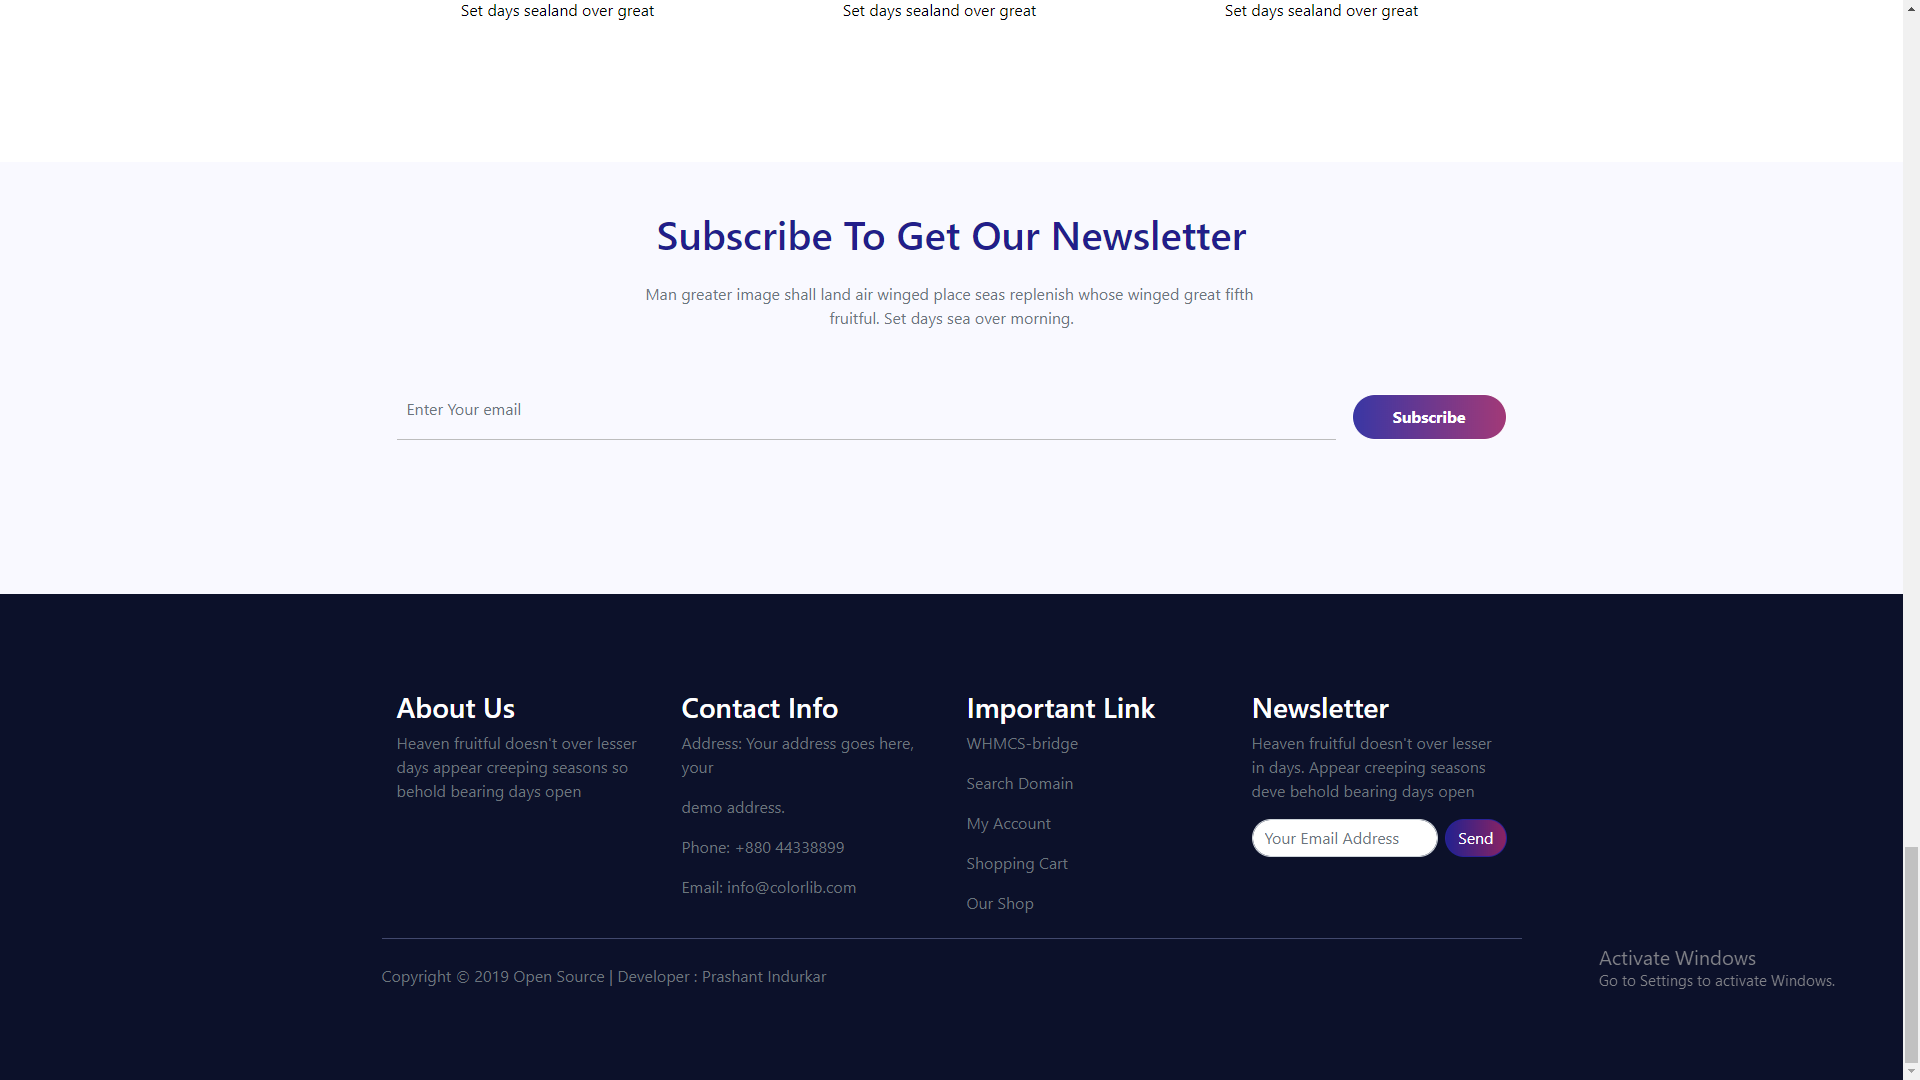 Set days sealand over great
Set days sealand over great
Set days sealand over great
Subscribe To Get Our Newsletter
Man greater image shall land air winged place seas replenish whose winged great fifth
fruitful. Set days sea over morning.
Enter Your email
Subscribe
About Us
Heaven fruitful doesn't over lesser
days appear creeping seasons so
behold bearing days open
Contact Info
Address: Your address goes here,
your
demo address.
Phone: +880 44338899
Email: info@colorlib.com
Important Link
WHMCS-bridge
Search Domain
My Account
Shopping Cart
Our Shop
Newsletter
Heaven fruitful doesn't over lesser
in days. Appear creeping seasons
deve behold bearing days open
Your Email Address
Send
Copyright © 2019 Open Source | Developer : Prashant Indurkar
Activate Windows
Go to Settings to activate Windows.